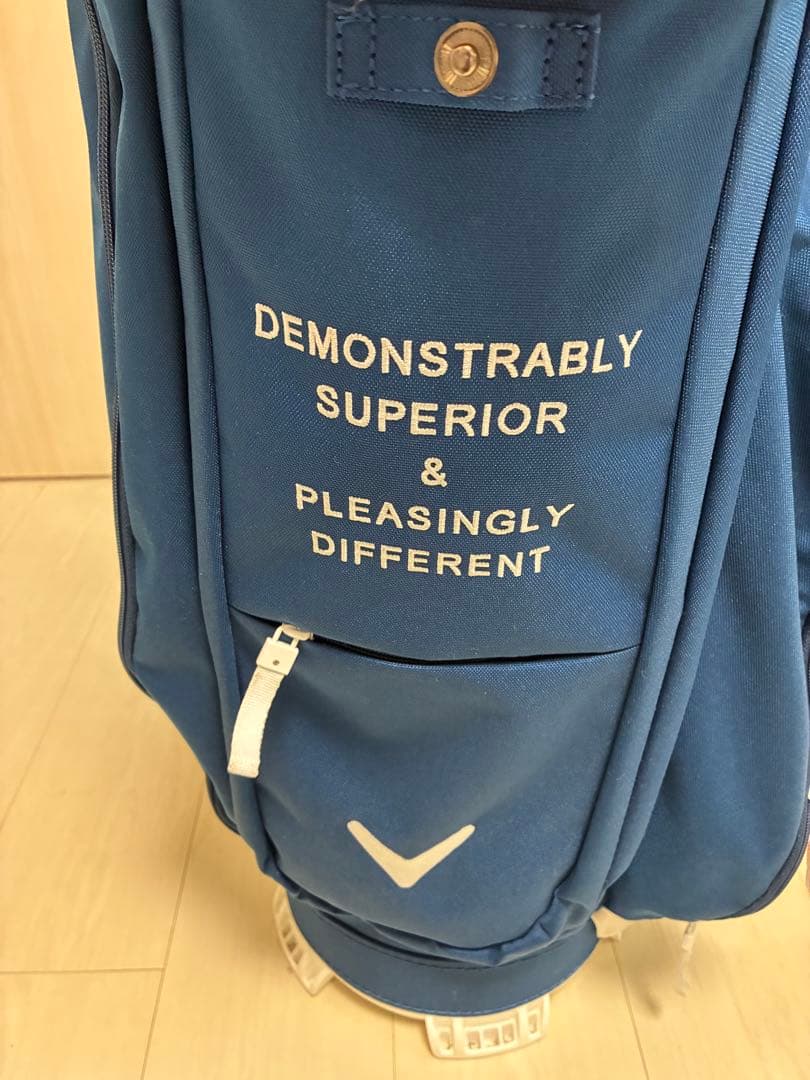 DEMONSTRABLY
SUPERIOR
&
PLEASINGLY
DIFFERENT